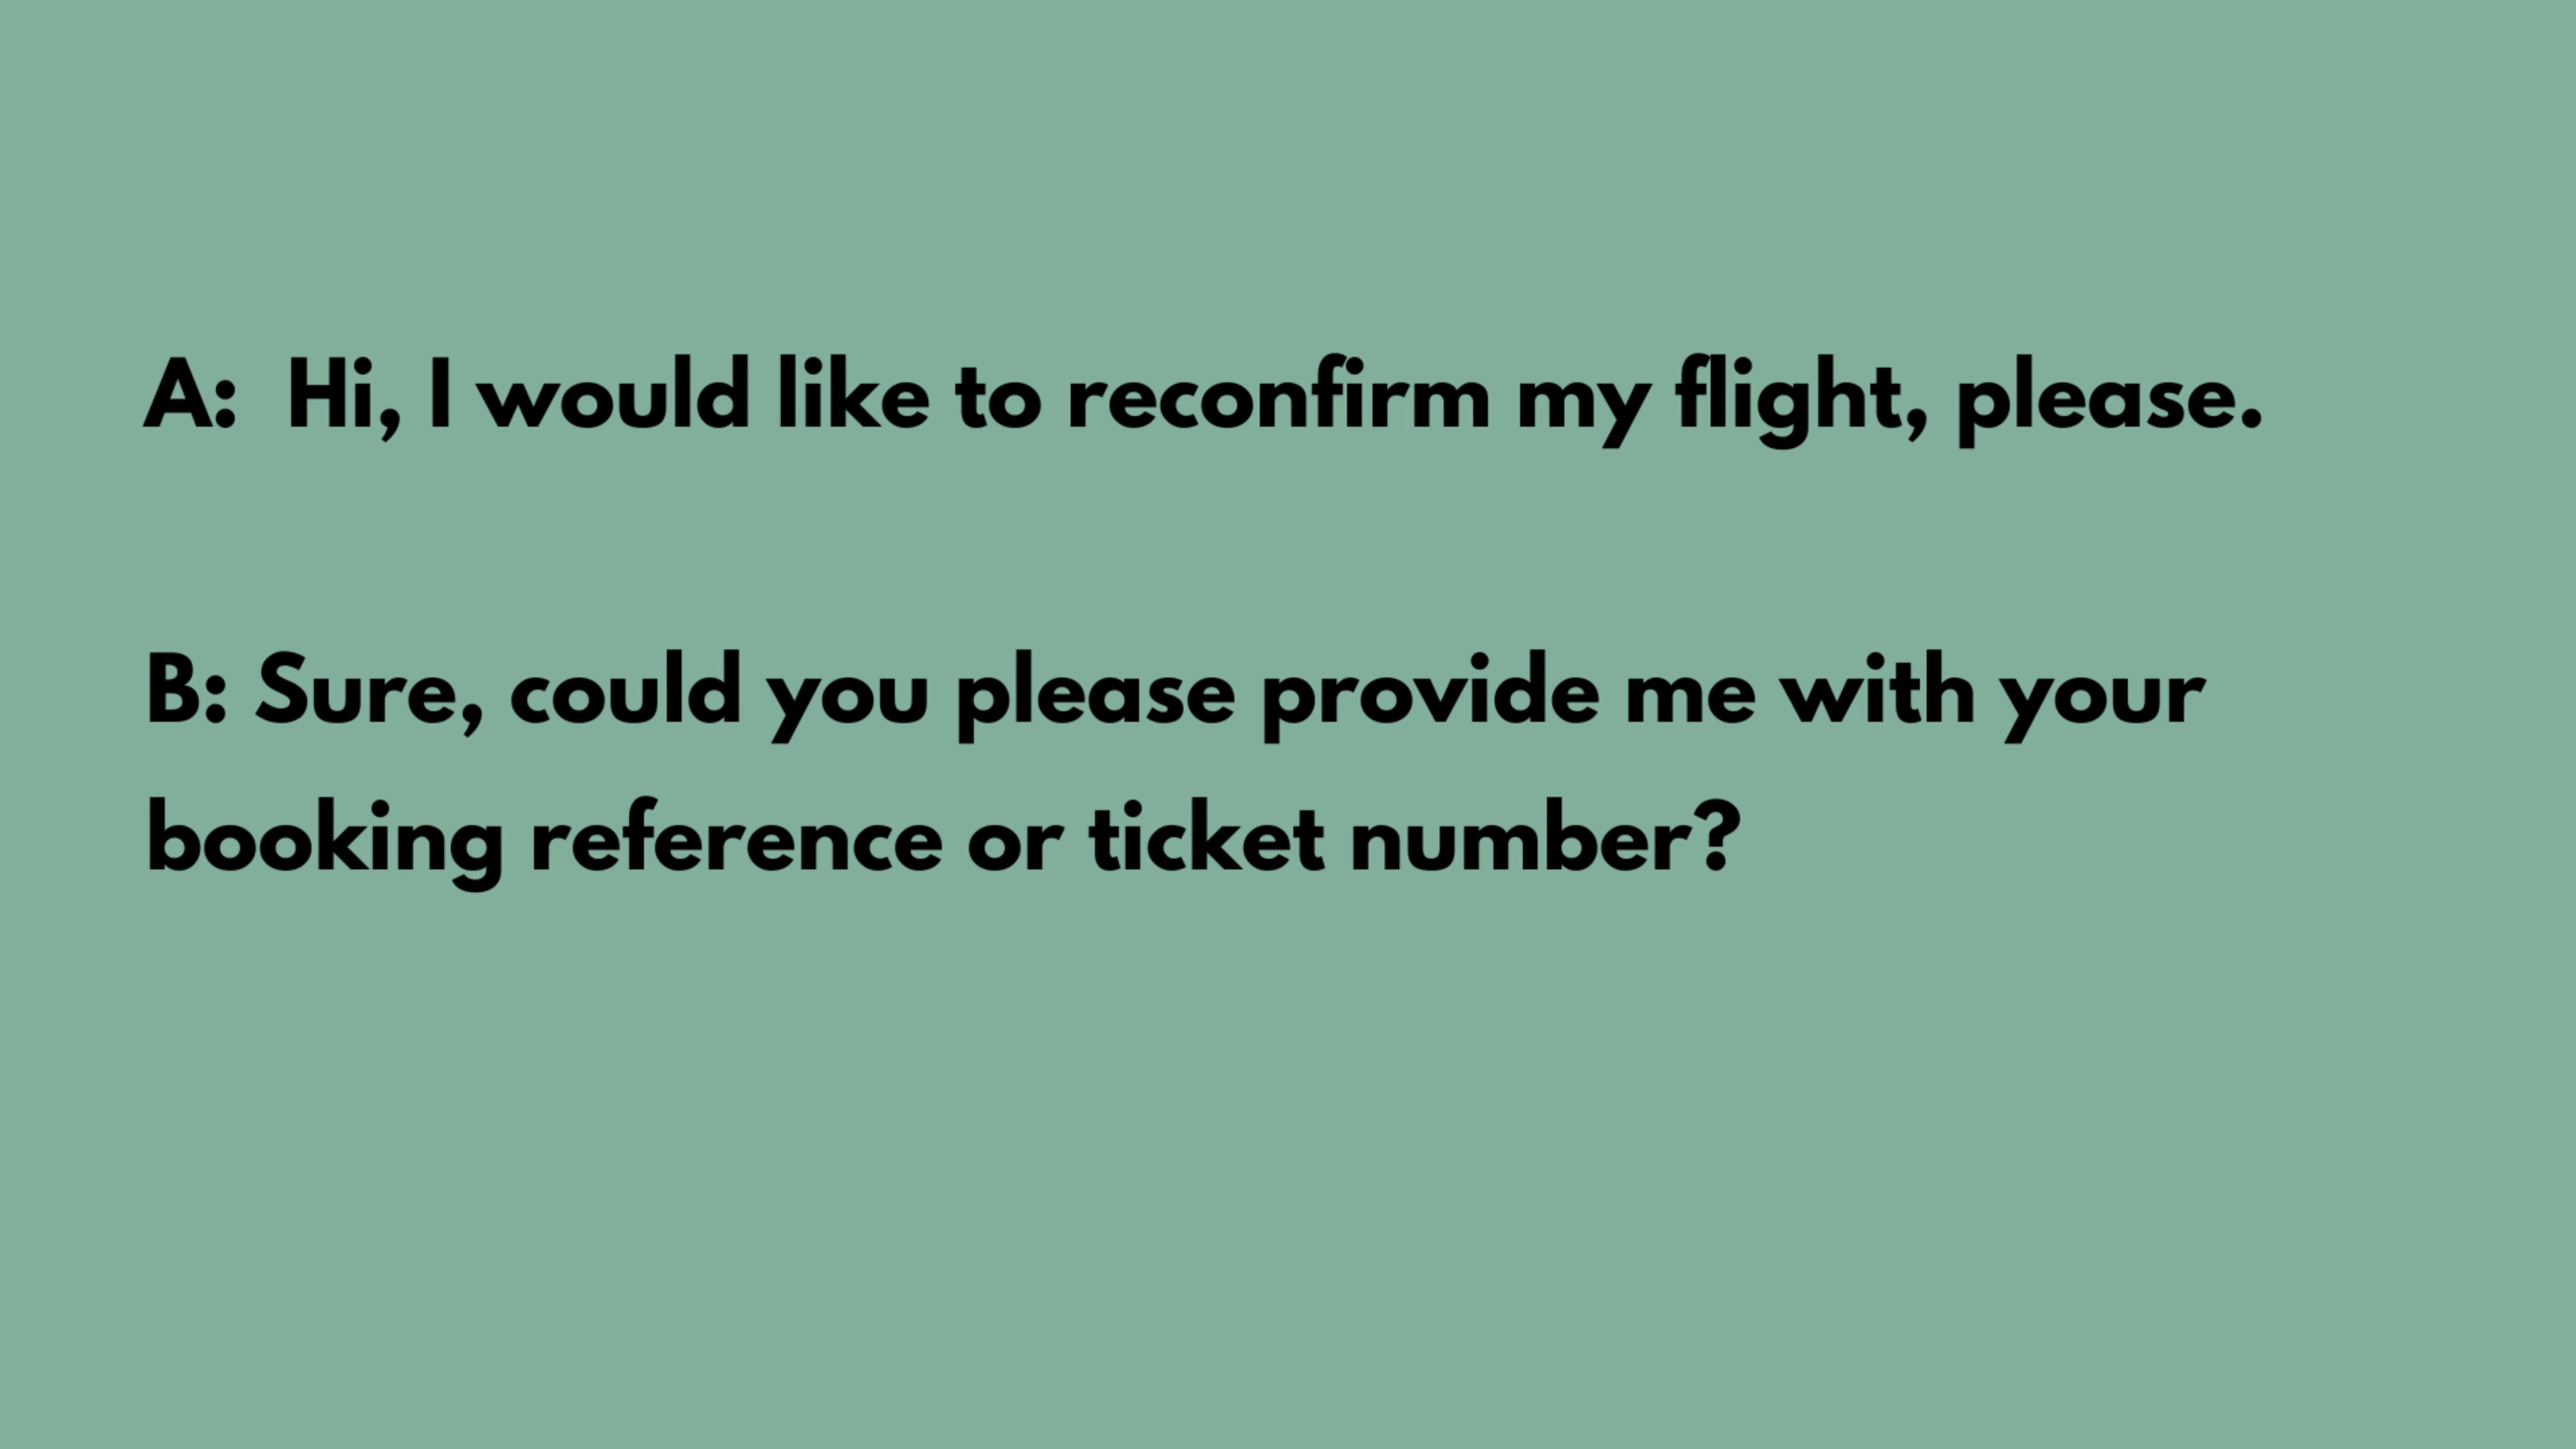 A:  Hi, I would like to reconfirm my flight, please.
B: Sure, could you please provide me with your
booking reference or ticket number?